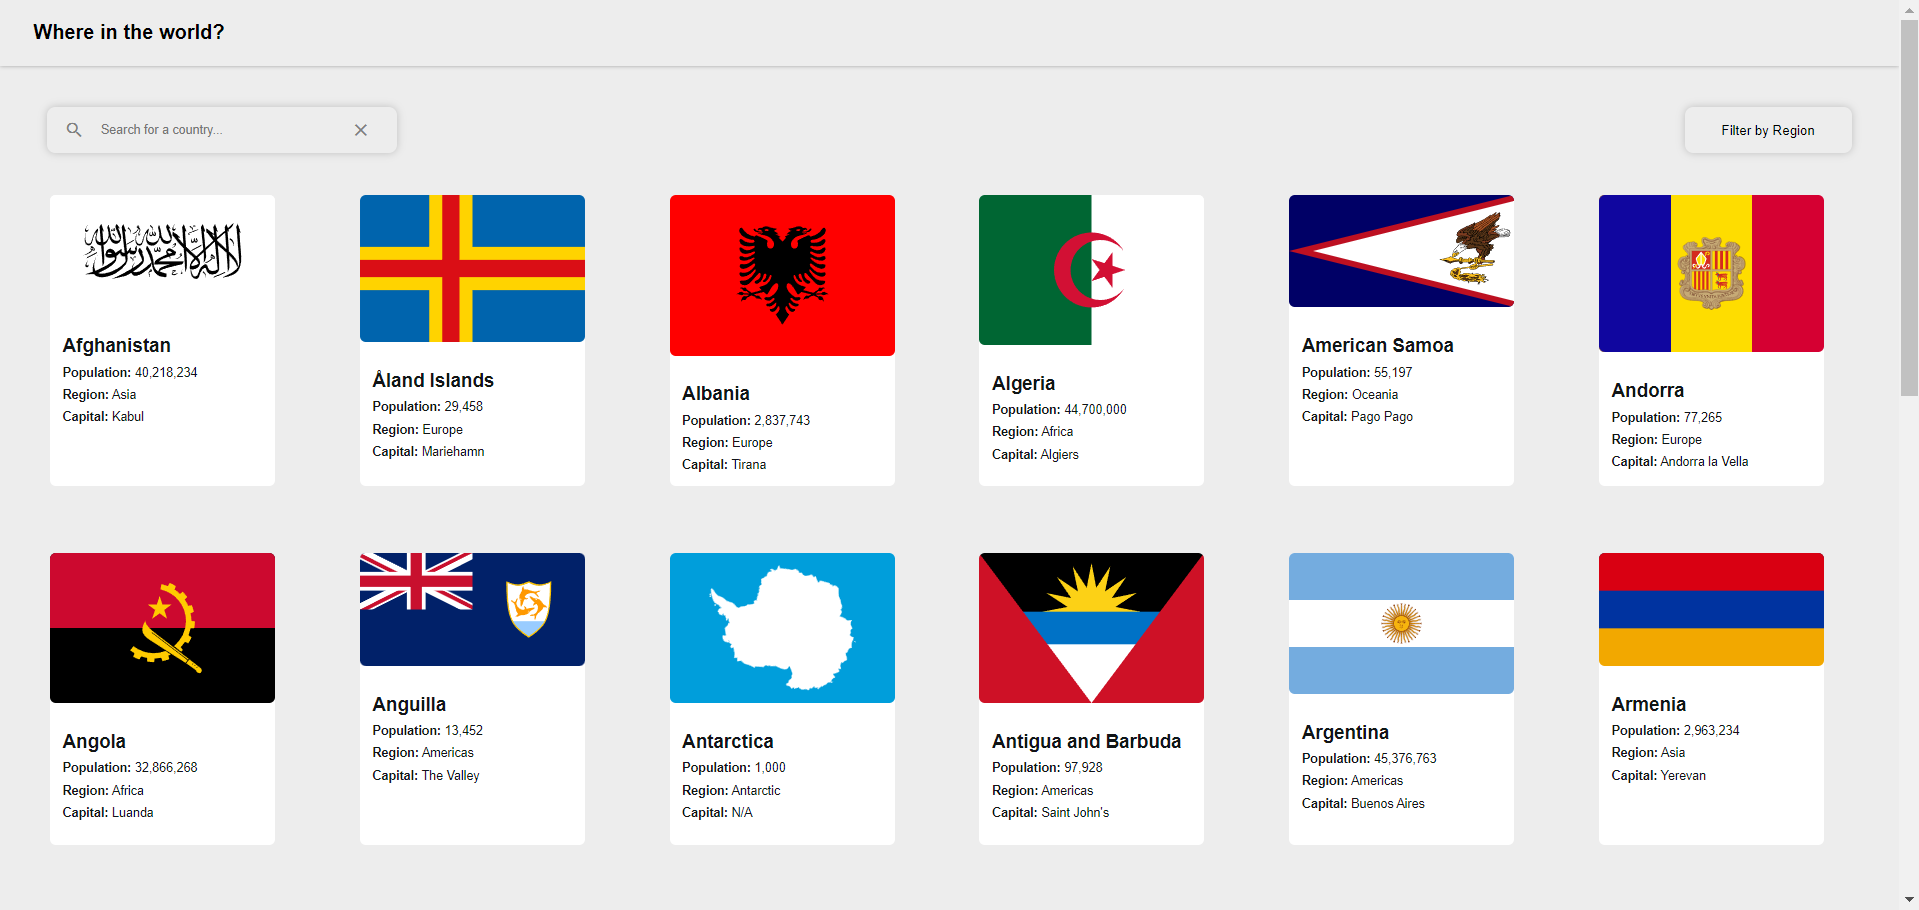 Where in the world?
Search for a country...
Filter by Region
لا إله إلا الله محمد رسول الله
Afghanistan
Population: 40,218,234
Region: Asia
Capital: Kabul
Åland Islands
Population: 29,458
Region: Europe
Capital: Mariehamn
Albania
Population: 2,837,743
Region: Europe
Capital: Tirana
Algeria
Population: 44,700,000
Region: Africa
Capital: Algiers
American Samoa
Population: 55,197
Region: Oceania
Capital: Pago Pago
Andorra
Population: 77,265
Region: Europe
Capital: Andorra la Vella
Angola
Population: 32,866,268
Region: Africa
Capital: Luanda
Anguilla
Population: 13,452
Region: Americas
Capital: The Valley
Antarctica
Population: 1,000
Region: Antarctic
Capital: N/A
Antigua and Barbuda
Population: 97,928
Region: Americas
Capital: Saint John's
Argentina
Population: 45,376,763
Region: Americas
Capital: Buenos Aires
Armenia
Population: 2,963,234
Region: Asia
Capital: Yerevan